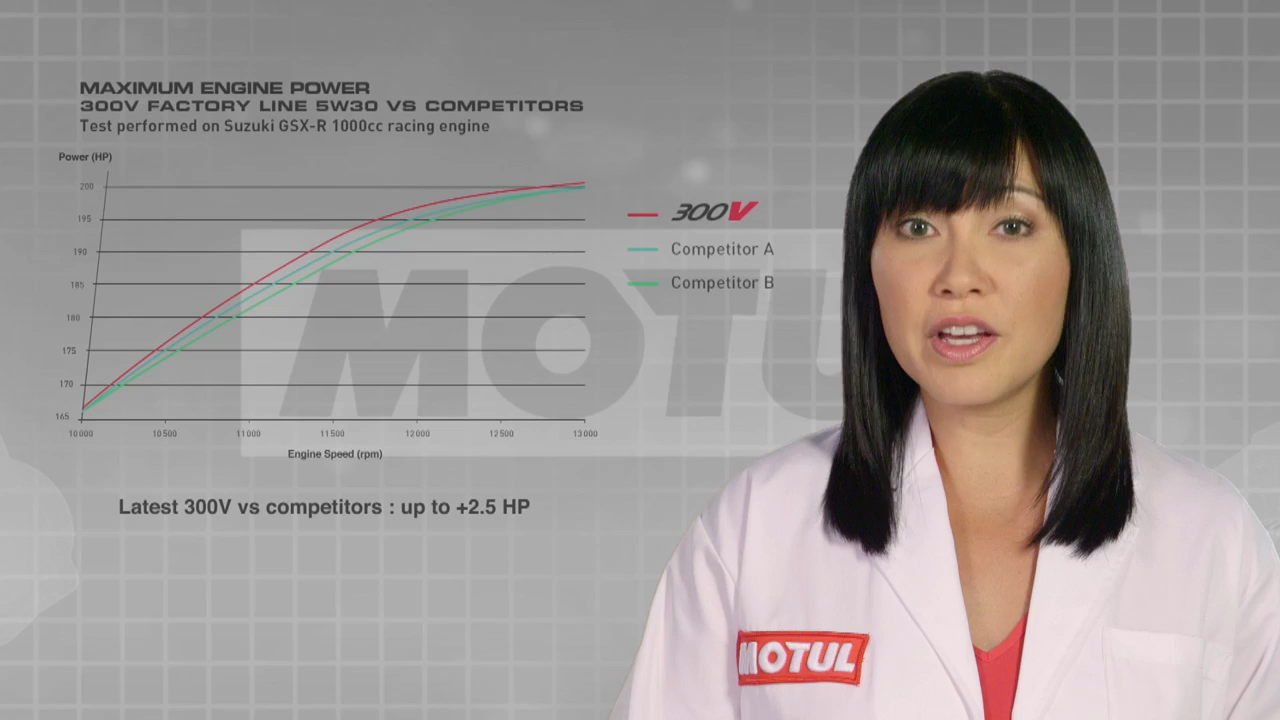 MAXIMUM ENGINE POWER
300V FACTORY LINE 5W30 VS COMPETITORS
Test performed on Suzuki GSX-R 1000cc racing engine
Power (HP)
200
195
190
185
180
175
170
165
10 000 10 500 11 000 11 500 12 000 12 500 13 000
Engine Speed (rpm)
300V
Competitor A
Competitor B
Latest 300V vs competitors : up to +2.5 HP
MOTU
MOTUL